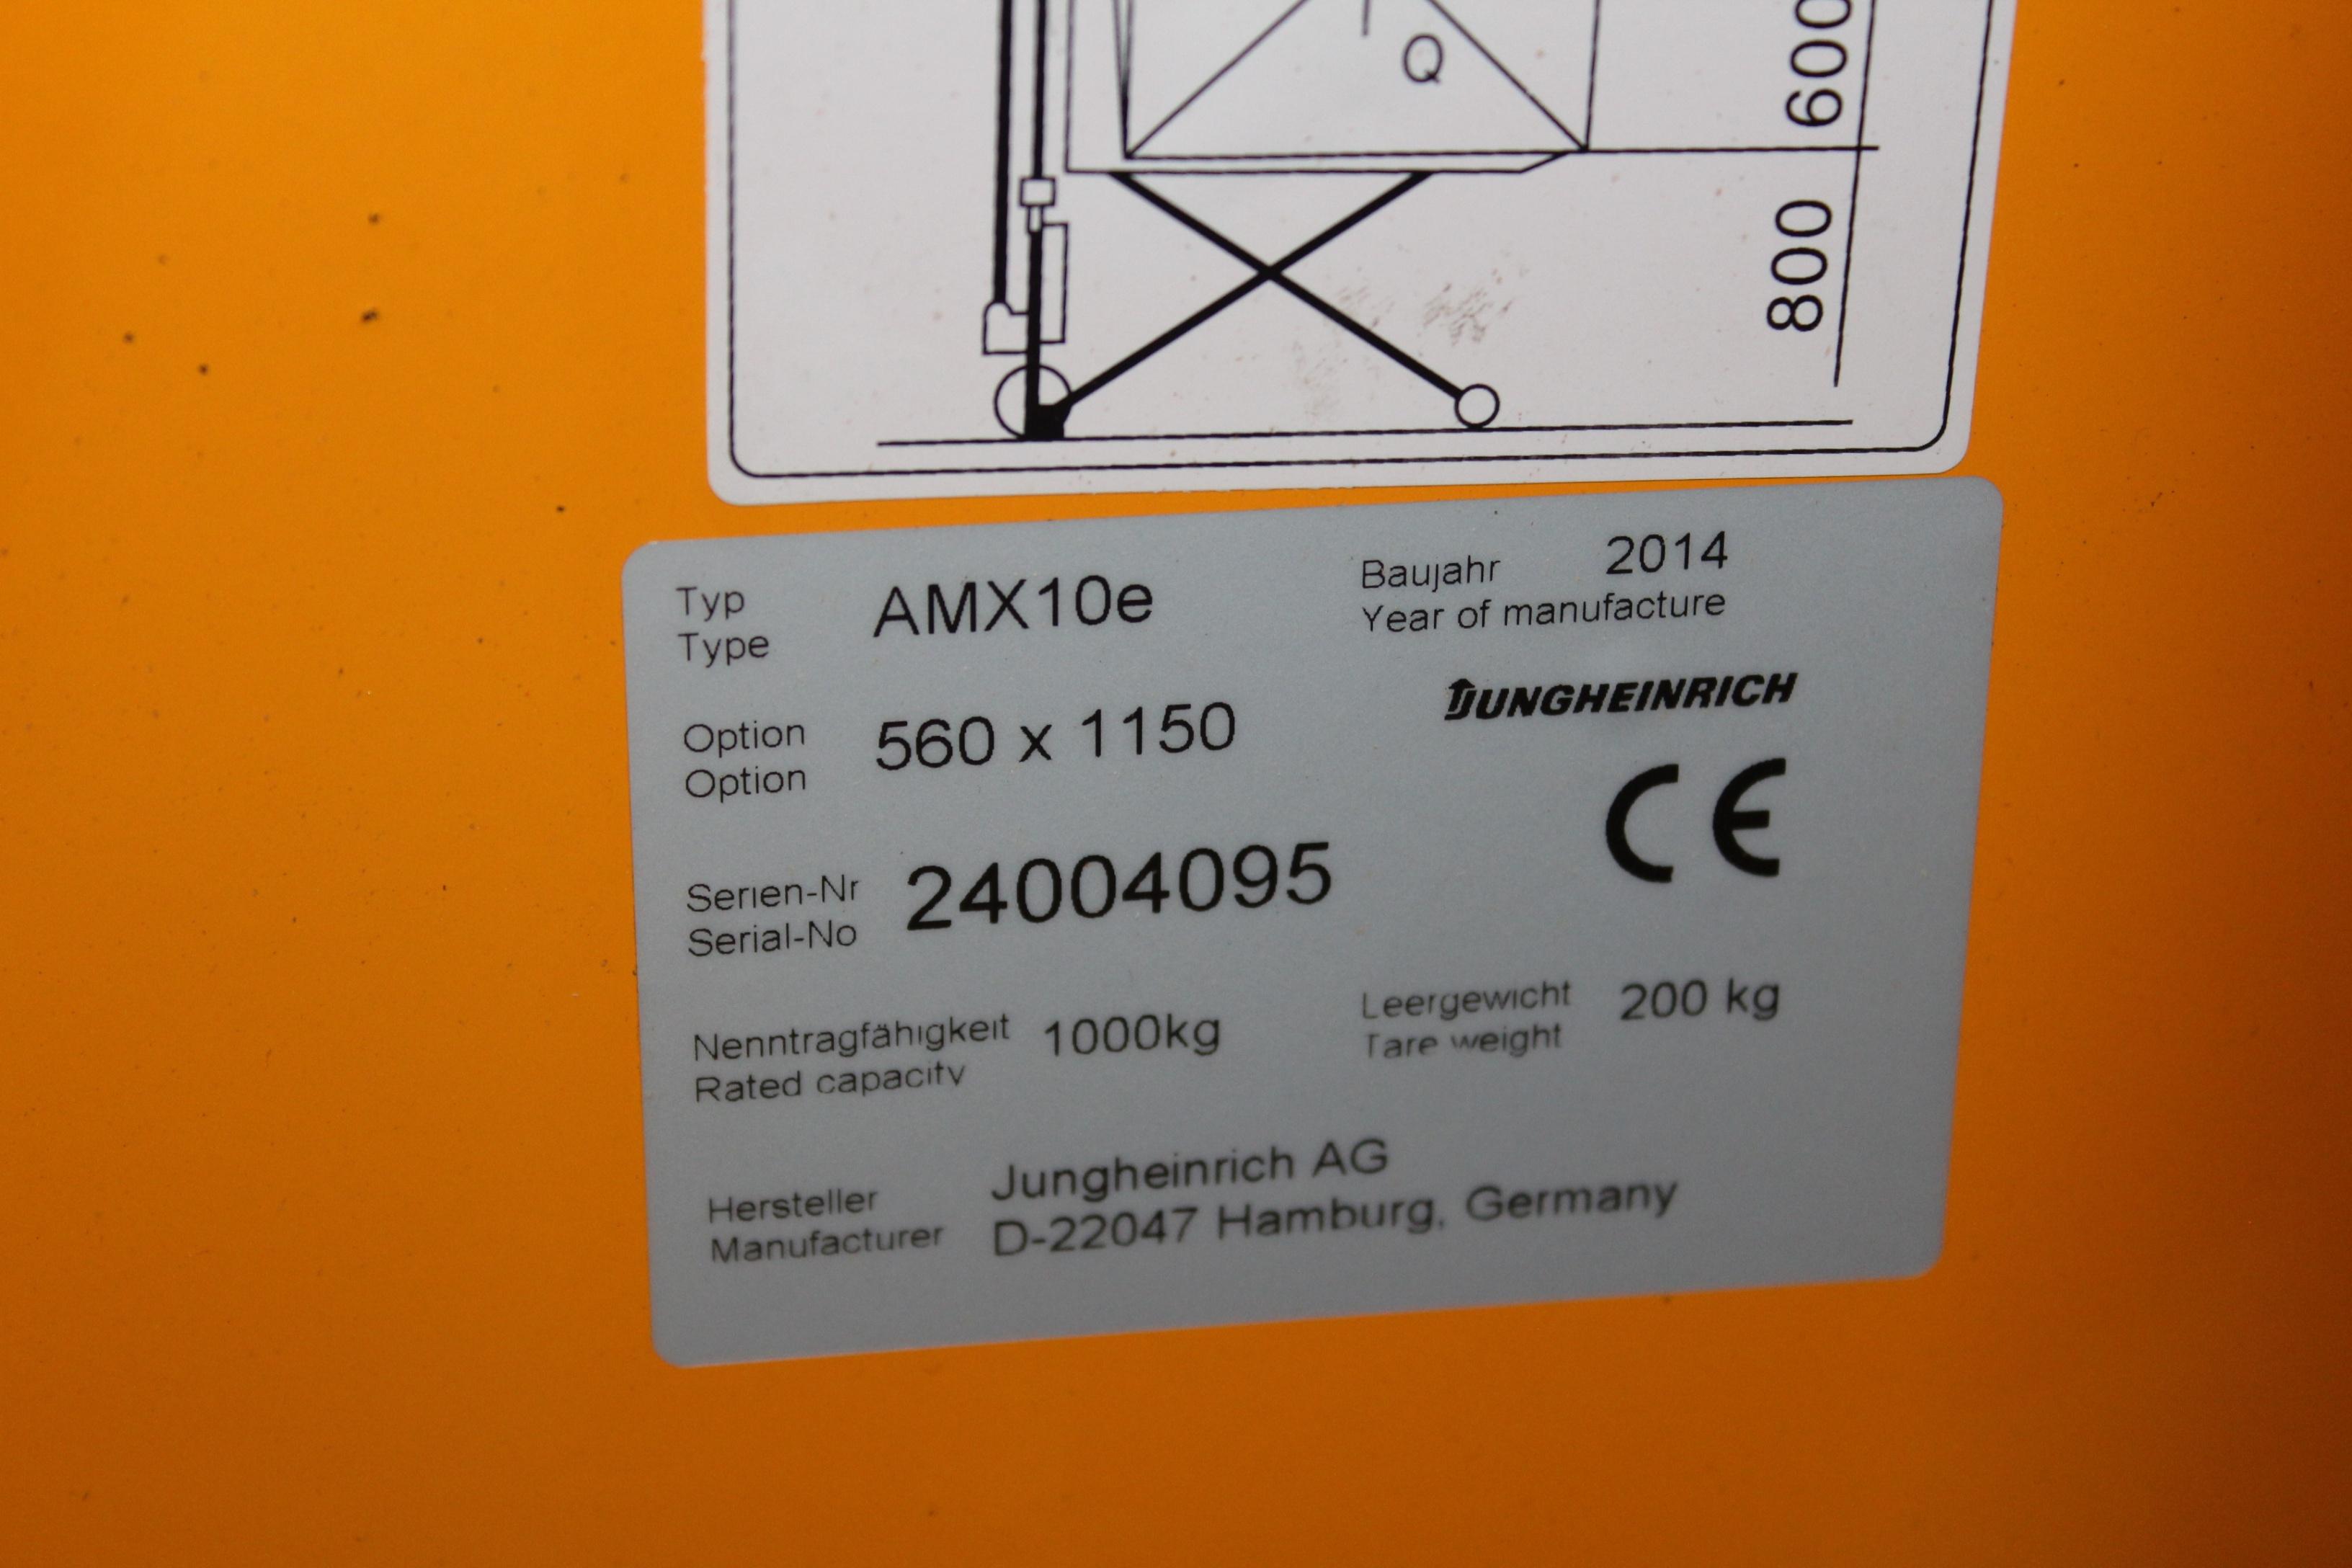 Q
600
800
Typ AMX10e Baujahr 2014
Type Year of manufacture
JUNGHEINRICH
Option 560 x 1150
Option
CE
Serien-Nr 24004095
Serial-No
Nenntragfähigkeit 1000kg Leergewicht 200 kg
Rated capacity Tare weight
Hersteller Jungheinrich AG
Manufacturer D-22047 Hamburg, Germany